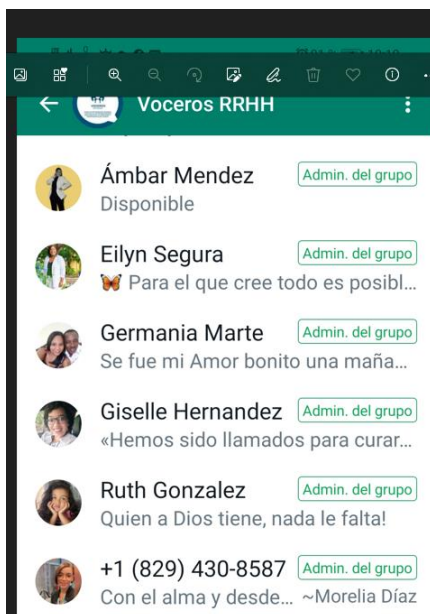 Voceros RRHH
Ámbar Mendez Admin. del grupo
Disponible
Eilyn Segura Admin. del grupo
🦋 Para el que cree todo es posibl...
Germania Marte Admin. del grupo
Se fue mi Amor bonito una maña...
Giselle Hernandez Admin. del grupo
«Hemos sido llamados para curar...
Ruth Gonzalez Admin. del grupo
Quien a Dios tiene, nada le falta!
+1 (829) 430-8587 Admin. del grupo
Con el alma y desde... ~Morelia Díaz